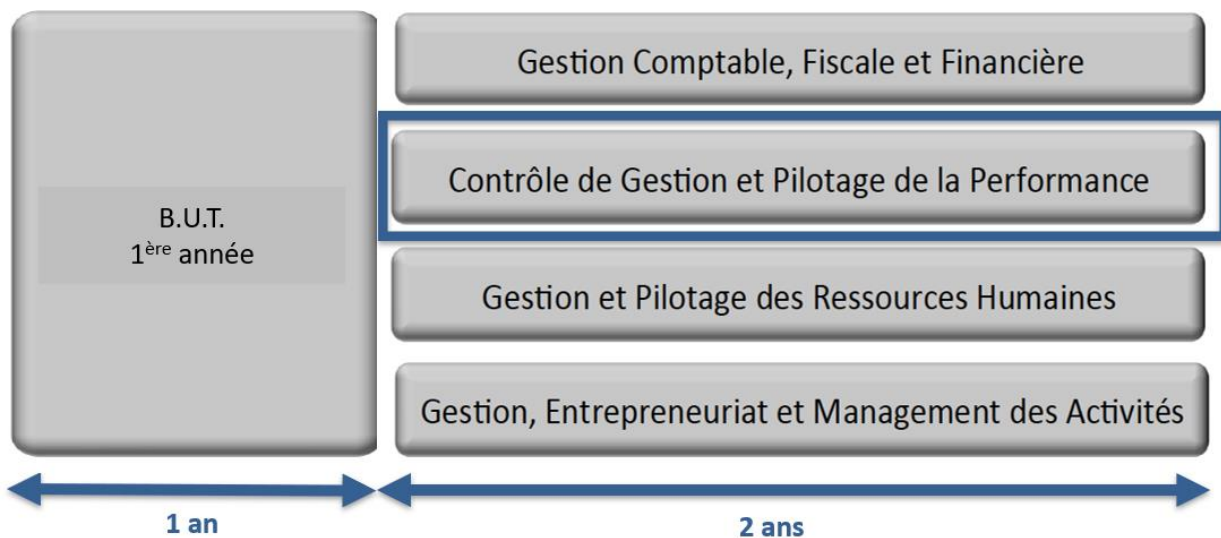 B.U.T.
1ère année
Gestion Comptable, Fiscale et Financière
Contrôle de Gestion et Pilotage de la Performance
Gestion et Pilotage des Ressources Humaines
Gestion, Entrepreneuriat et Management des Activités
1 an
2 ans